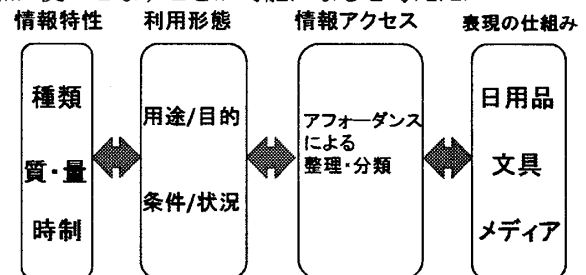 情報特性
利用形態
情報アクセス
表現の仕組み
種類
質・量
時制
用途/目的
条件/状況
アフォーダンス
による
整理・分類
日用品
文具
メディア